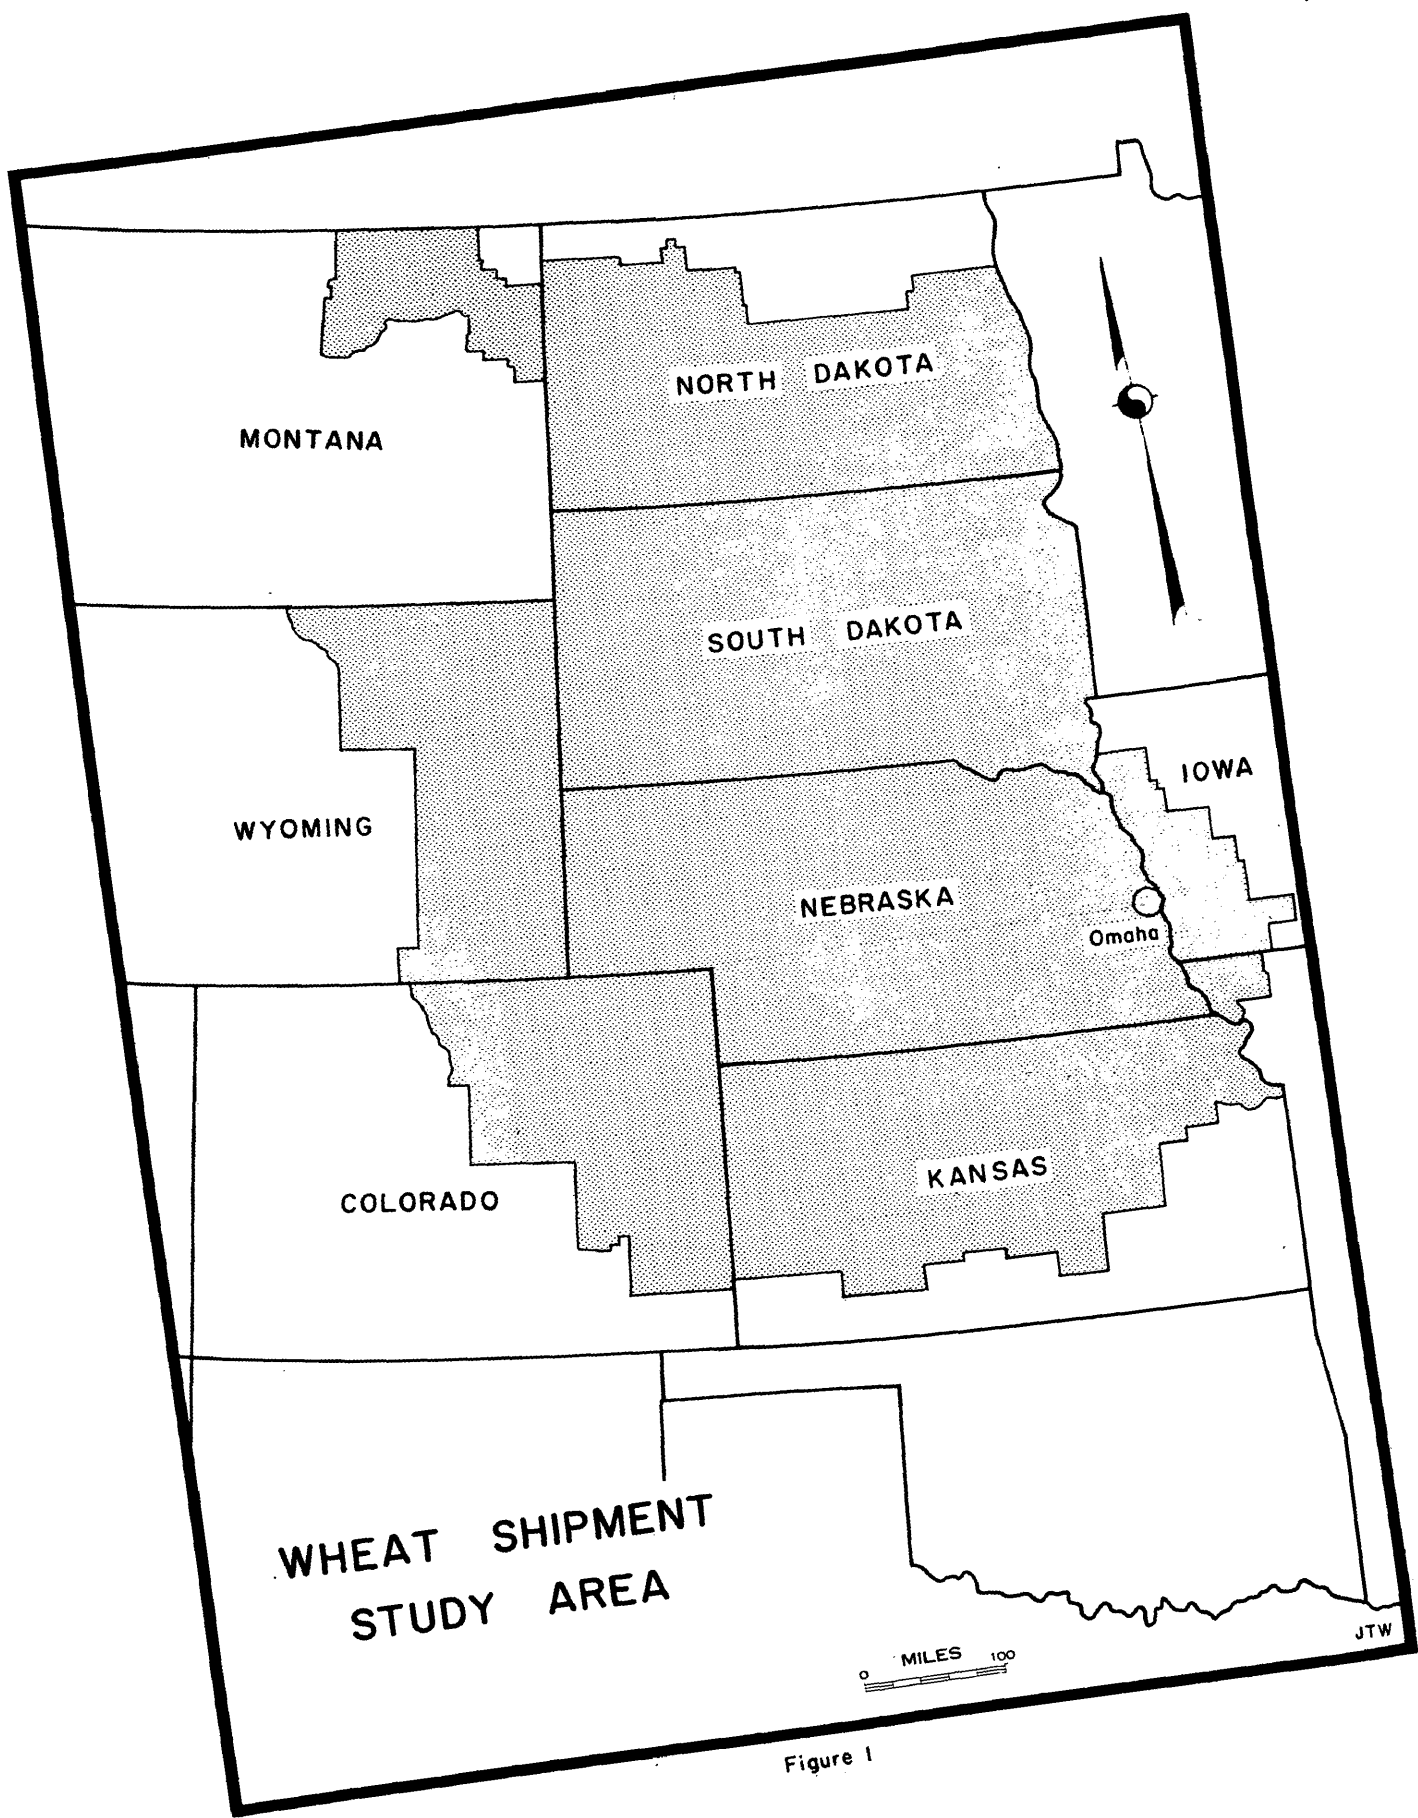 NORTH DAKOTA
MONTANA
SOUTH DAKOTA
IOWA
WYOMING
NEBRASKA
Omaha
KANSAS
COLORADO
WHEAT SHIPMENT
STUDY AREA
JTW
0 MILES 100
Figure 1